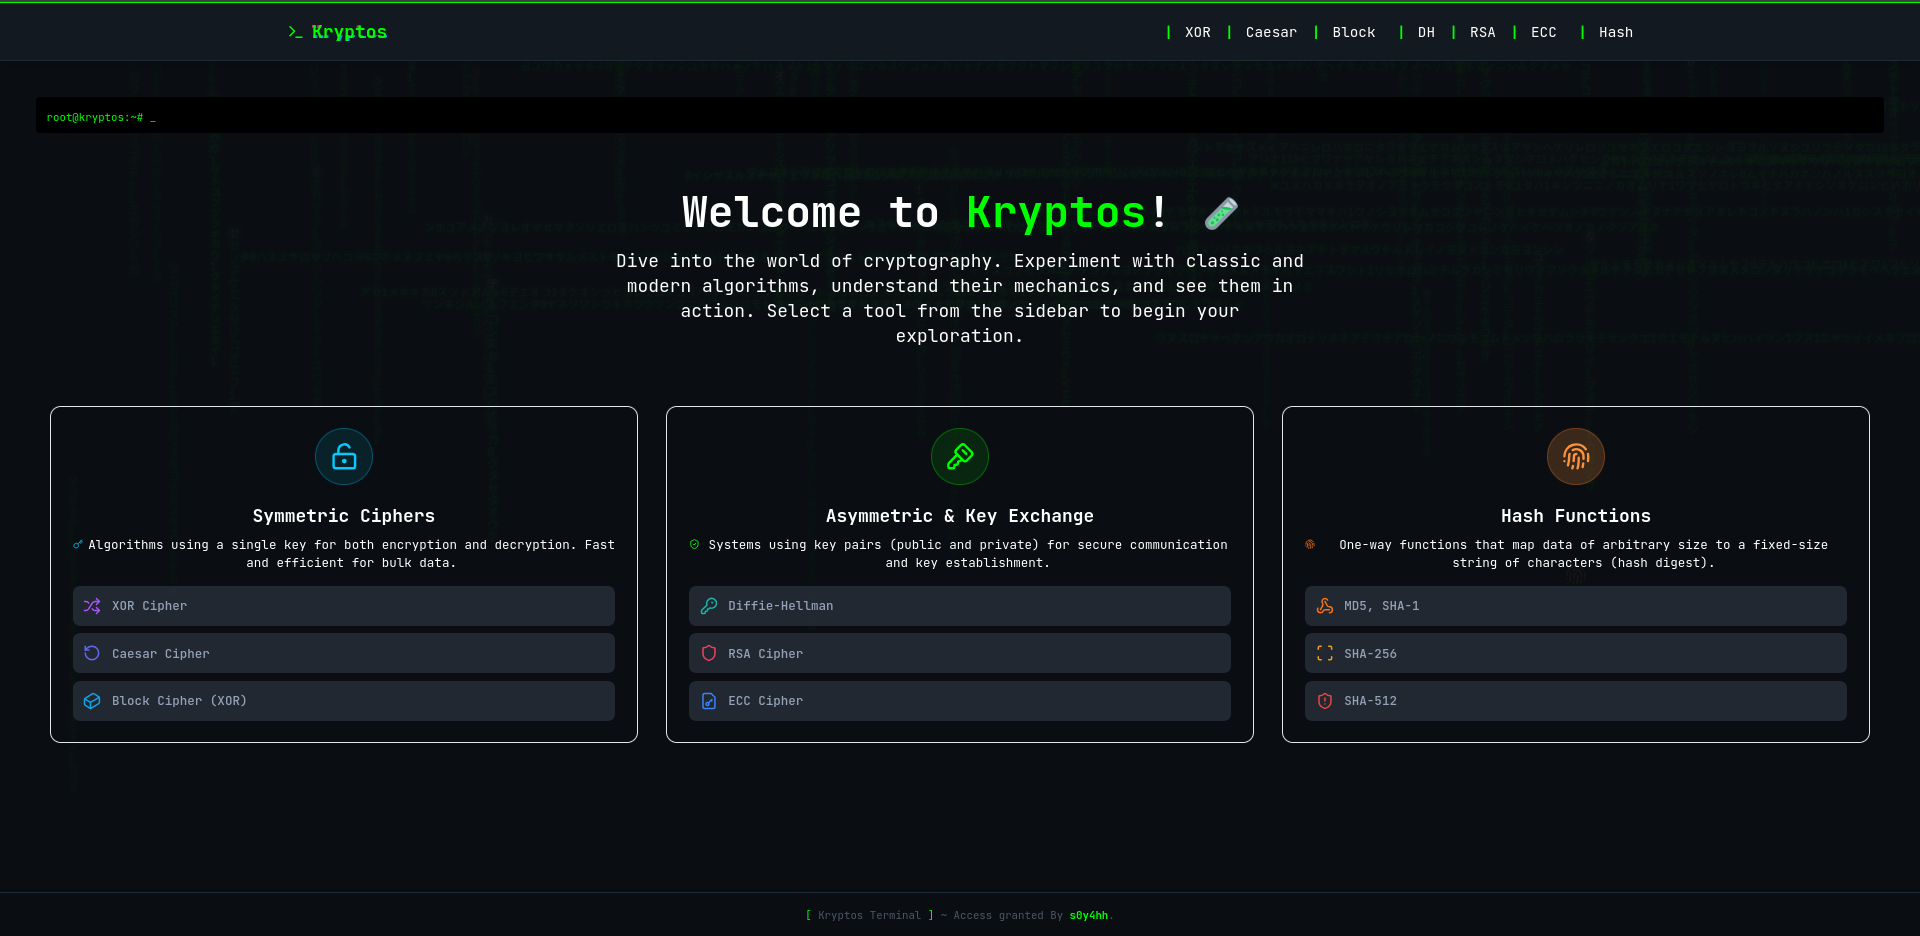 Kryptos
| XOR | Caesar | Block | DH | RSA | ECC | Hash
root@kryptos:~# _
Welcome to Kryptos!
Dive into the world of cryptography. Experiment with classic and
modern algorithms, understand their mechanics, and see them in
action. Select a tool from the sidebar to begin your
exploration.
Symmetric Ciphers
Algorithms using a single key for both encryption and decryption. Fast
and efficient for bulk data.
XOR Cipher
Caesar Cipher
Block Cipher (XOR)
Asymmetric & Key Exchange
Systems using key pairs (public and private) for secure communication
and key establishment.
Diffie-Hellman
RSA Cipher
ECC Cipher
Hash Functions
One-way functions that map data of arbitrary size to a fixed-size
string of characters (hash digest).
MD5, SHA-1
SHA-256
SHA-512
[ Kryptos Terminal ] ~ Access granted By s0y4hh.